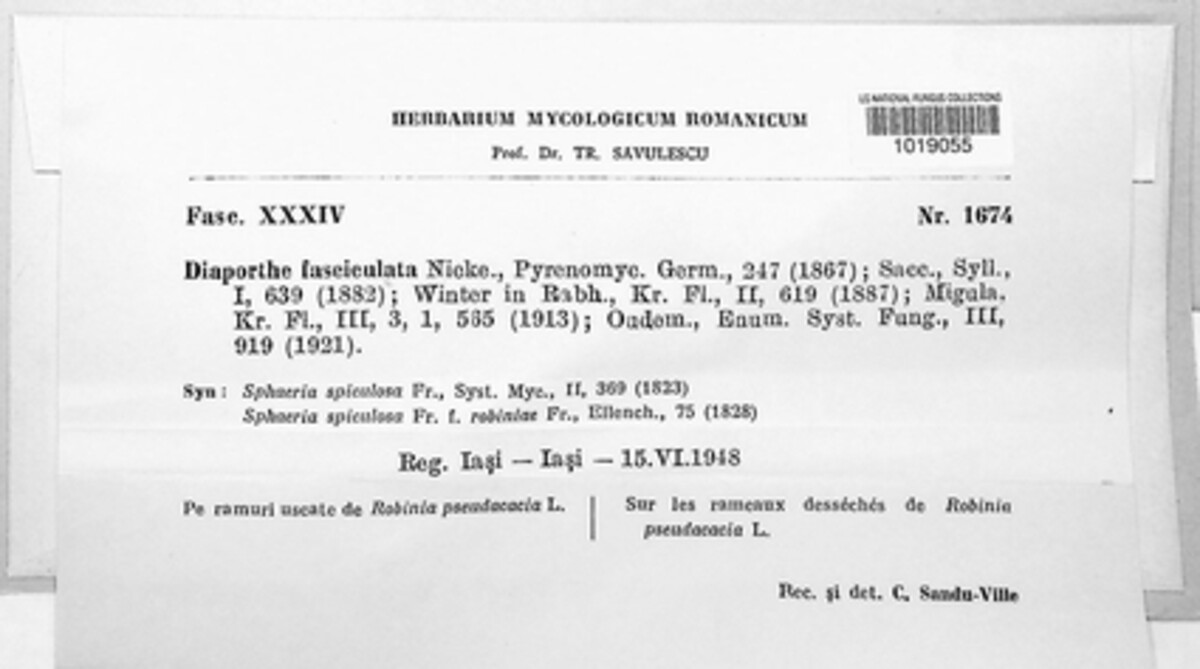 US NATIONAL FUNGUS COLLECTIONS
1019055
HERBARIUM MYCOLOGICUM ROMANICUM
Prof. Dr. TR. SAVULESCU
Fasc. XXXIV Nr. 1674
Diaporthe fasciculata Nicke., Pyrenomyc. Germ., 247 (1867); Sacc., Syll.,
I, 639 (1882); Winter in Rabh., Kr. Fl., II, 619 (1887); Migula,
Kr. Fl., III, 3, 1, 565 (1913); Oudem., Enum. Syst. Fung., III,
919 (1921).
Syn: Sphaeria spiculosa Fr., Syst. Myc., II, 369 (1823)
Sphaeria spiculosa Fr. f. robiniae Fr., Ellench., 75 (1828)
Reg. Iaşi — Iaşi — 15.VI.1948
Pe ramuri uscate de Robinia pseudacacia L.
Sur les rameaux desséchés de Robinia
pseudacacia L.
Rec. şi det. C. Sandu-Ville